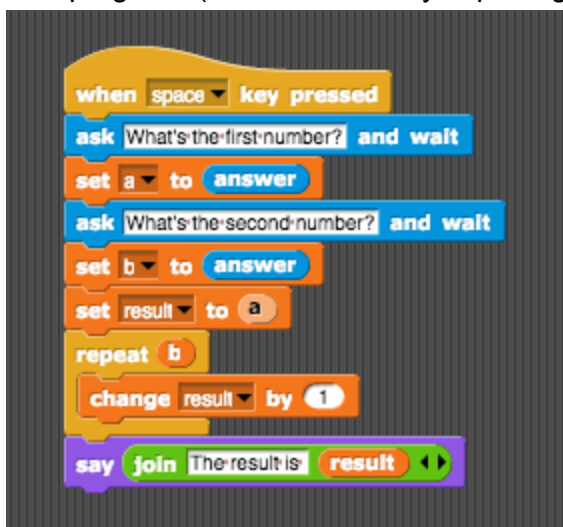 when space key pressed
ask What's the first number? and wait
set a to answer
ask What's the second number? and wait
set b to answer
set result to a
repeat b
change result by 1
say join The result is result